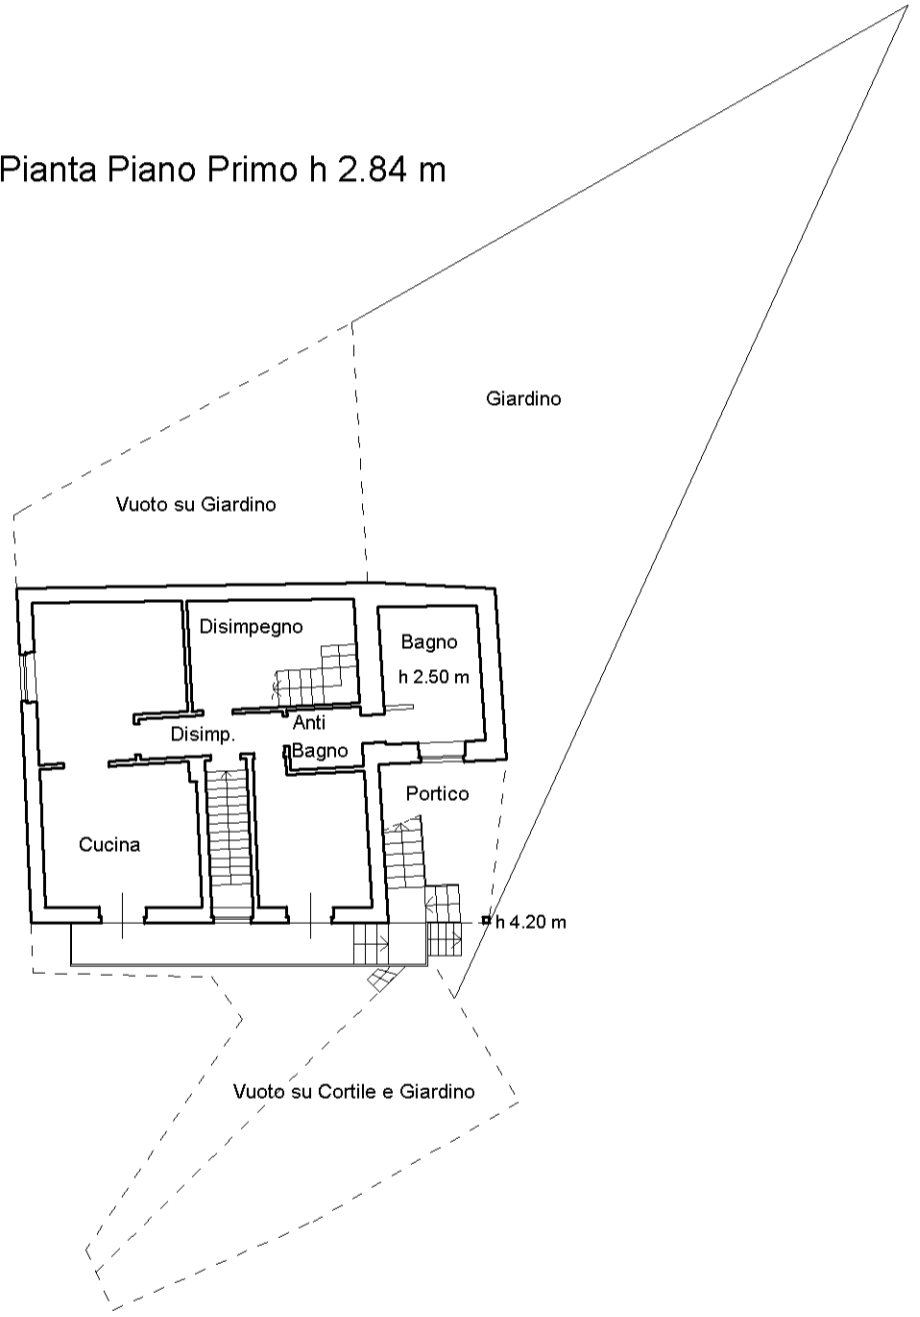 Pianta Piano Primo h 2.84 m
Giardino
Vuoto su Giardino
Disimpegno
Bagno
h 2.50 m
Anti
Bagno
Disimp.
Portico
Cucina
h 4.20 m
Vuoto su Cortile e Giardino